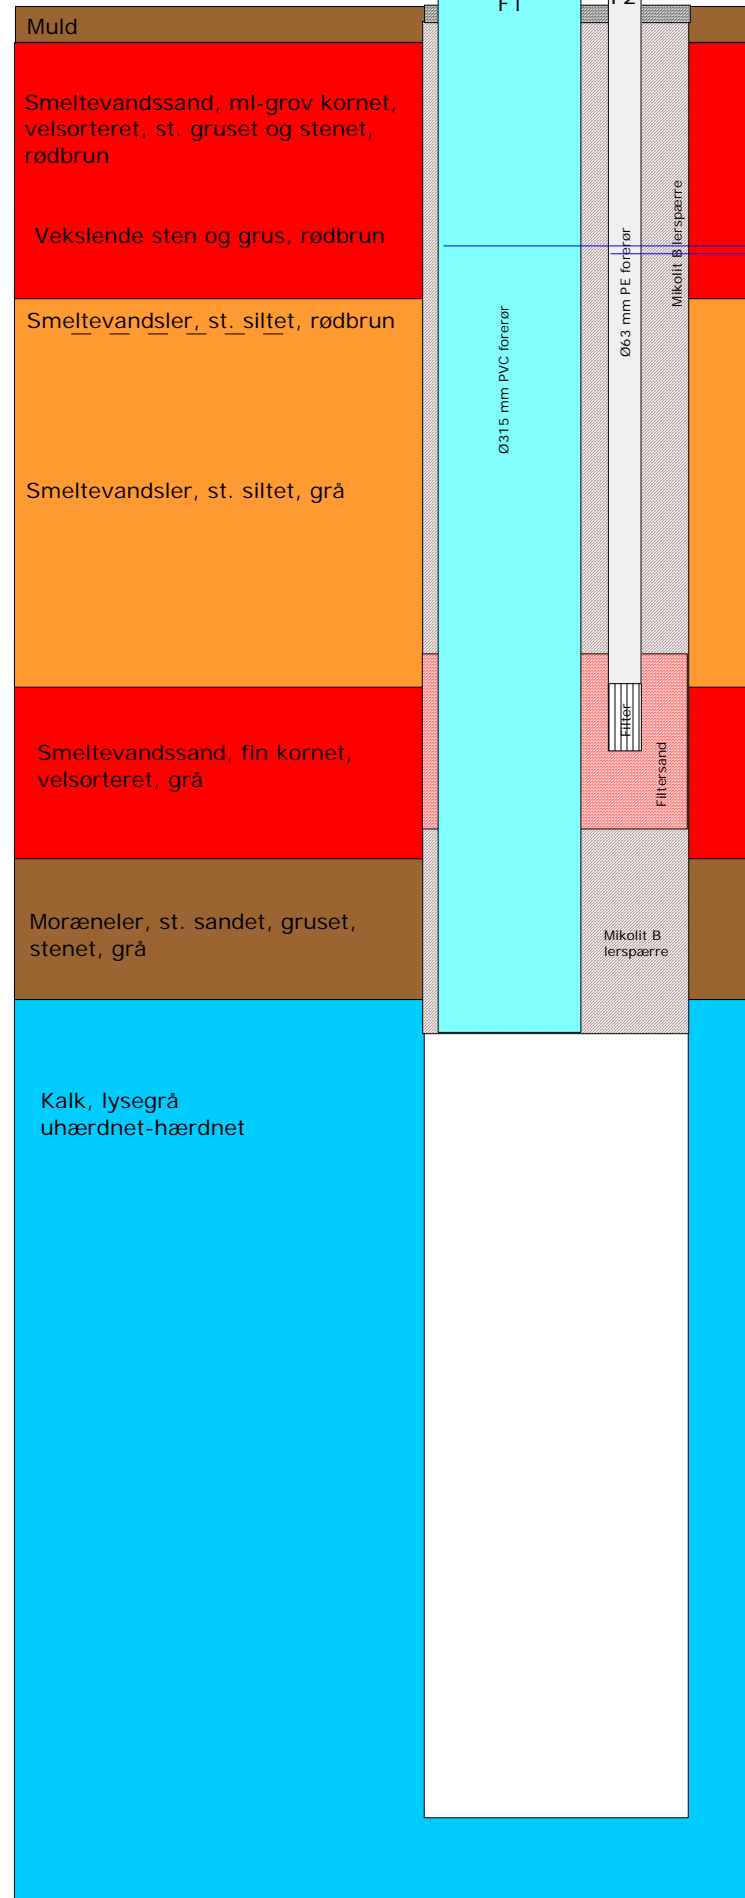 F1
F2
Muld
Smeltevandssand, ml-grov kornet,
velsorteret, st. gruset og stenet,
rødbrun
Mikolit B lerspærre
Vekslende sten og grus, rødbrun
Ø63 mm PE forerør
Smeltevandsler, st. siltet, rødbrun
Ø315 mm PVC forerør
Smeltevandsler, st. siltet, grå
Filter
Smeltevandssand, fin kornet,
velsorteret, grå
Filtersand
Moræneler, st. sandet, gruset,
stenet, grå
Mikolit B
lerspærre
Kalk, lysegrå
uhærdnet-hærdnet